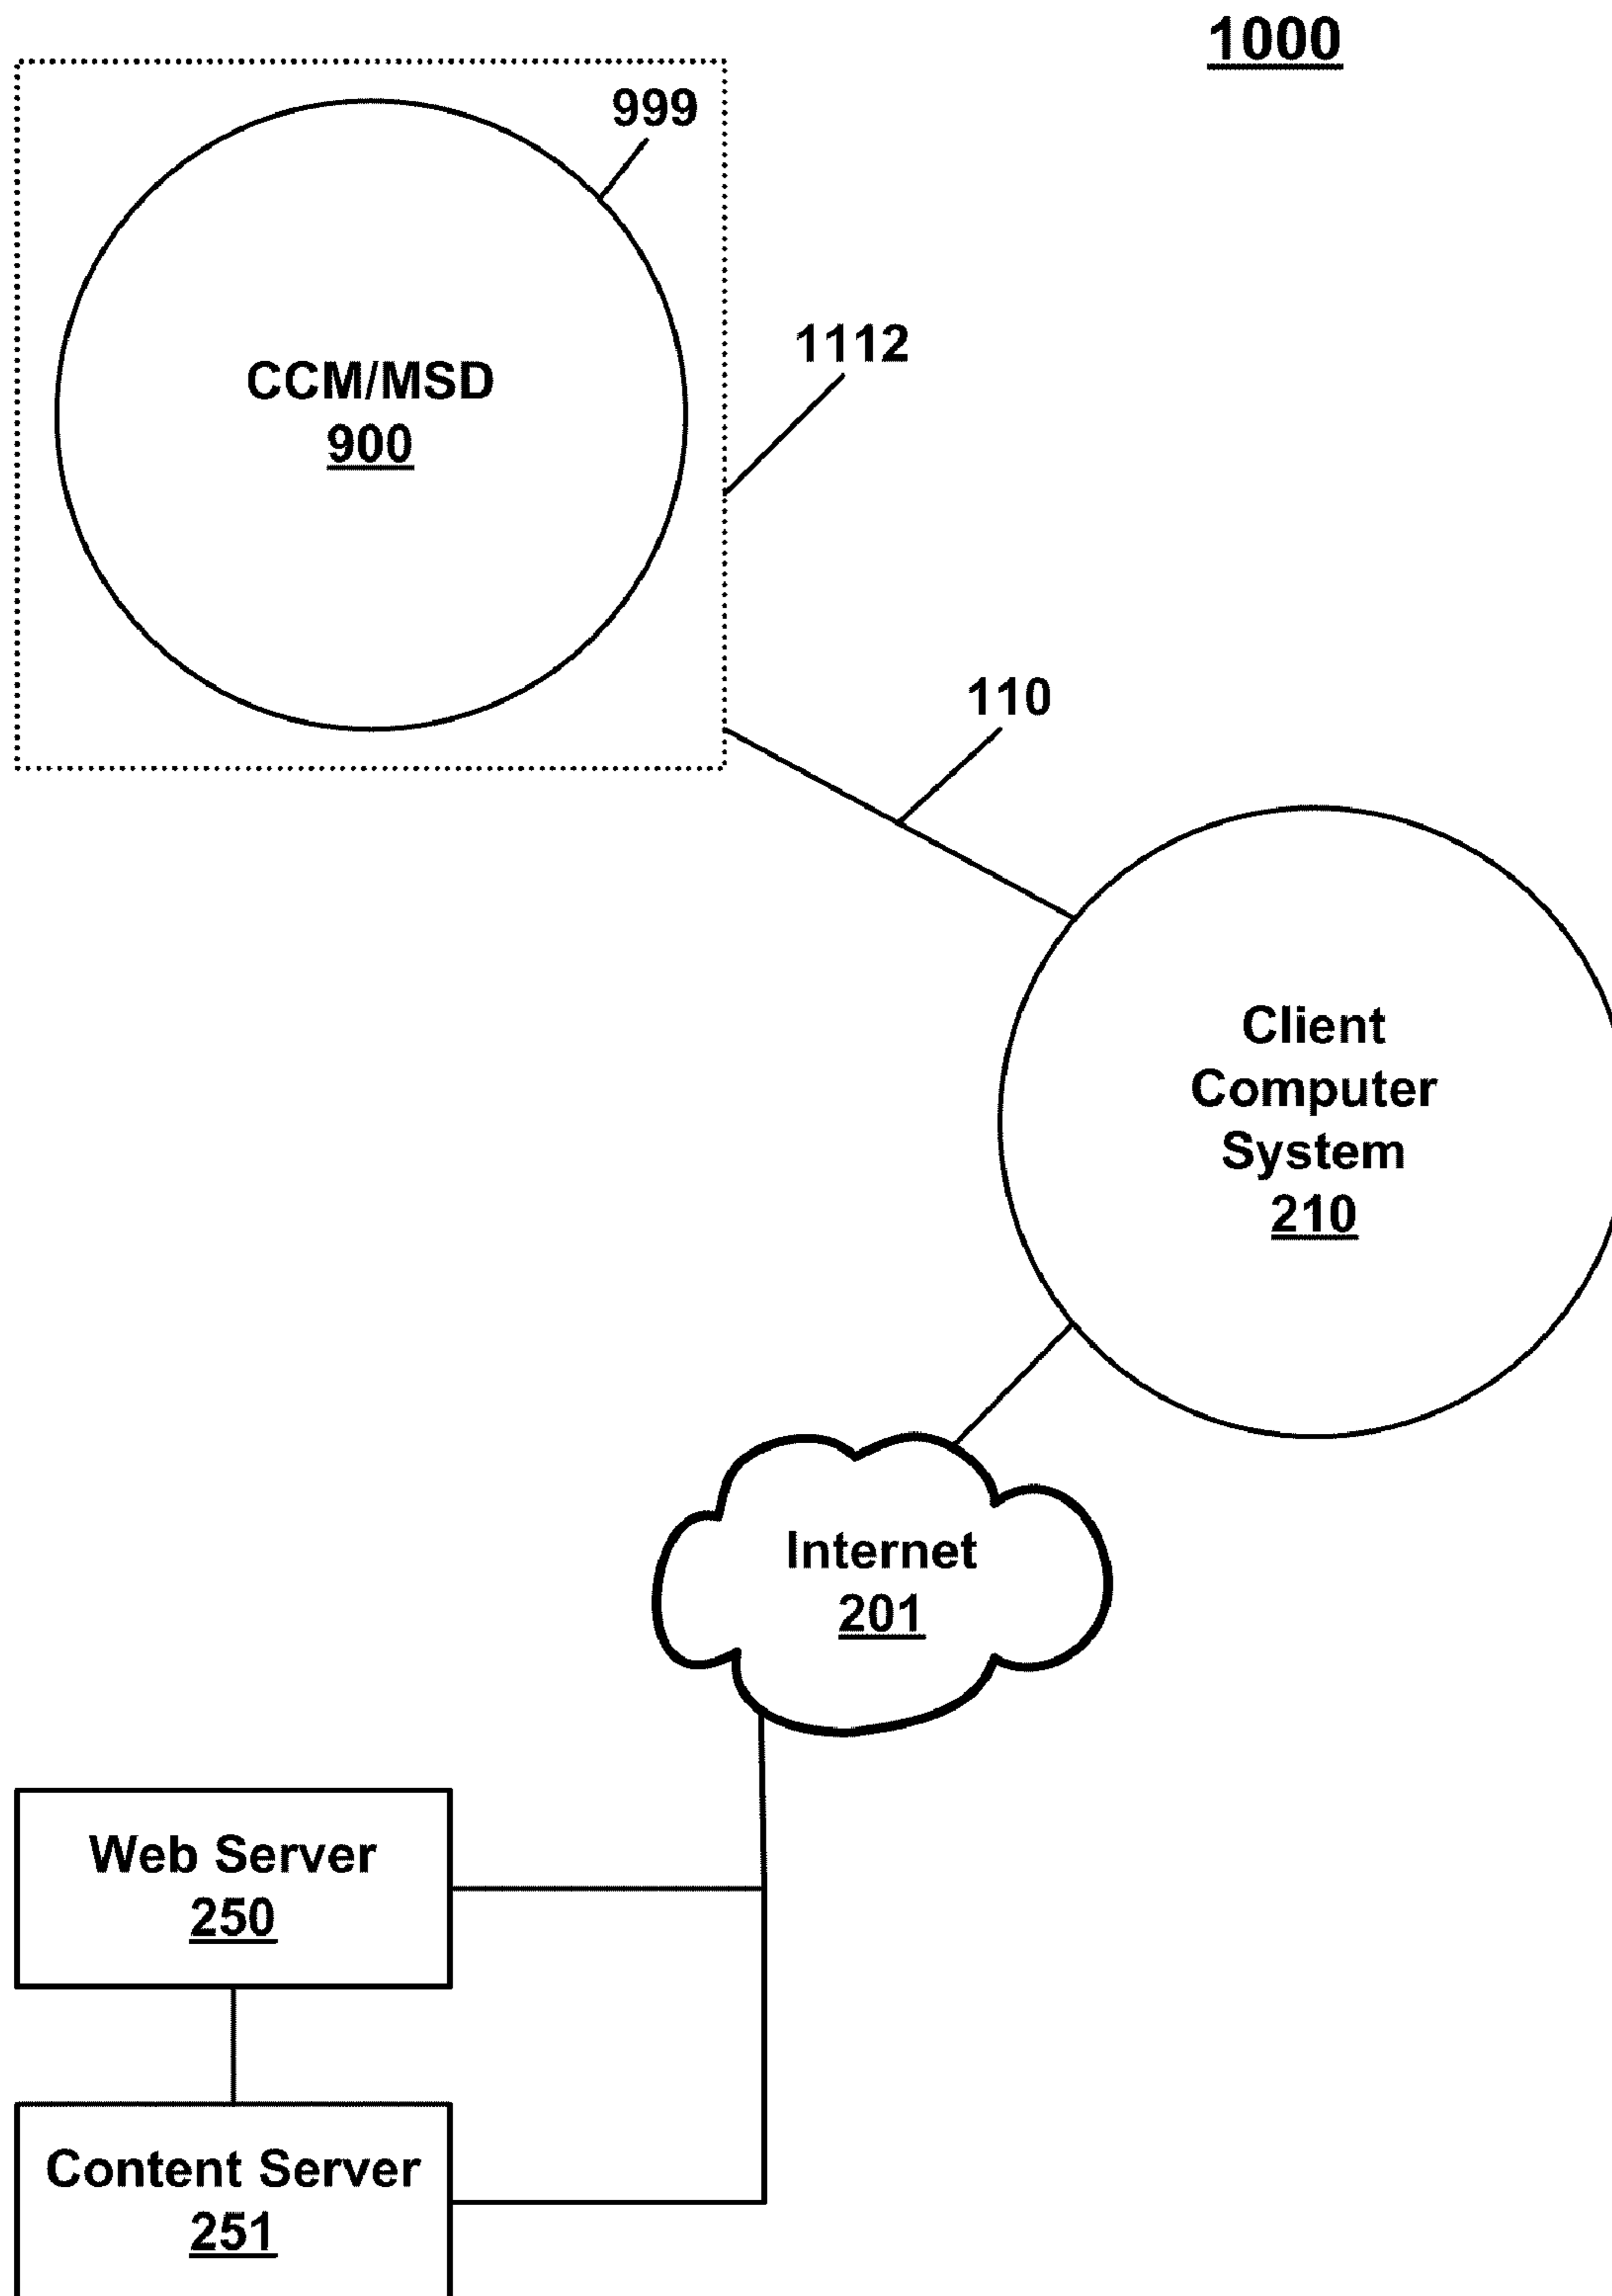 1000
999
CCM/MSD
900
1112
110
Client
Computer
System
210
Internet
201
Web Server
250
Content Server
251